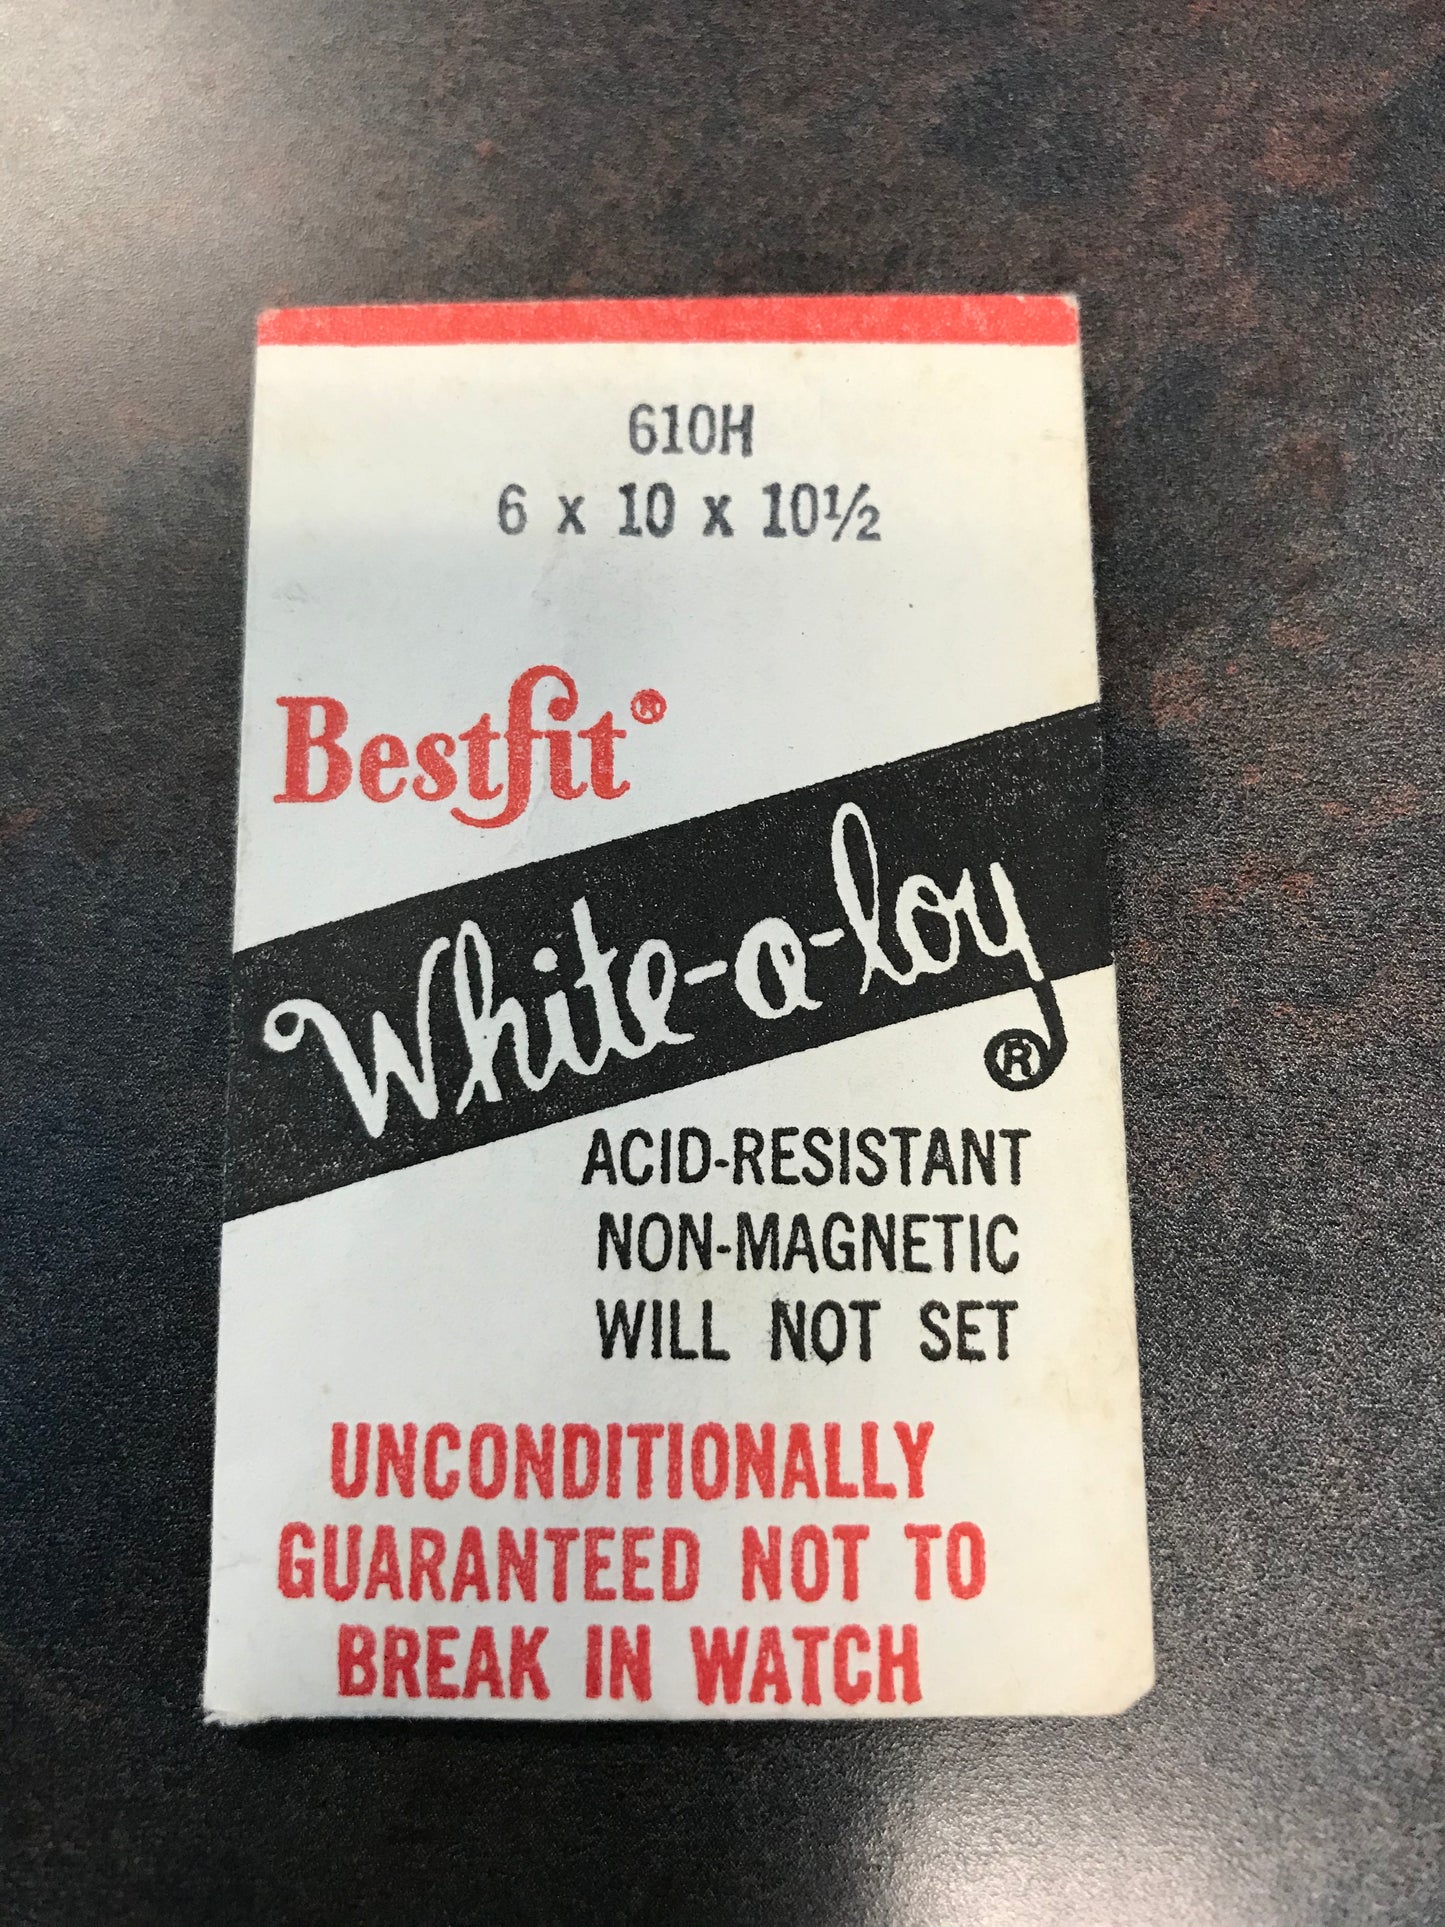 610H
6 x 10 x 10½
Bestfit®
White-a-loy
®
ACID-RESISTANT
NON-MAGNETIC
WILL NOT SET
UNCONDITIONALLY
GUARANTEED NOT TO
BREAK IN WATCH